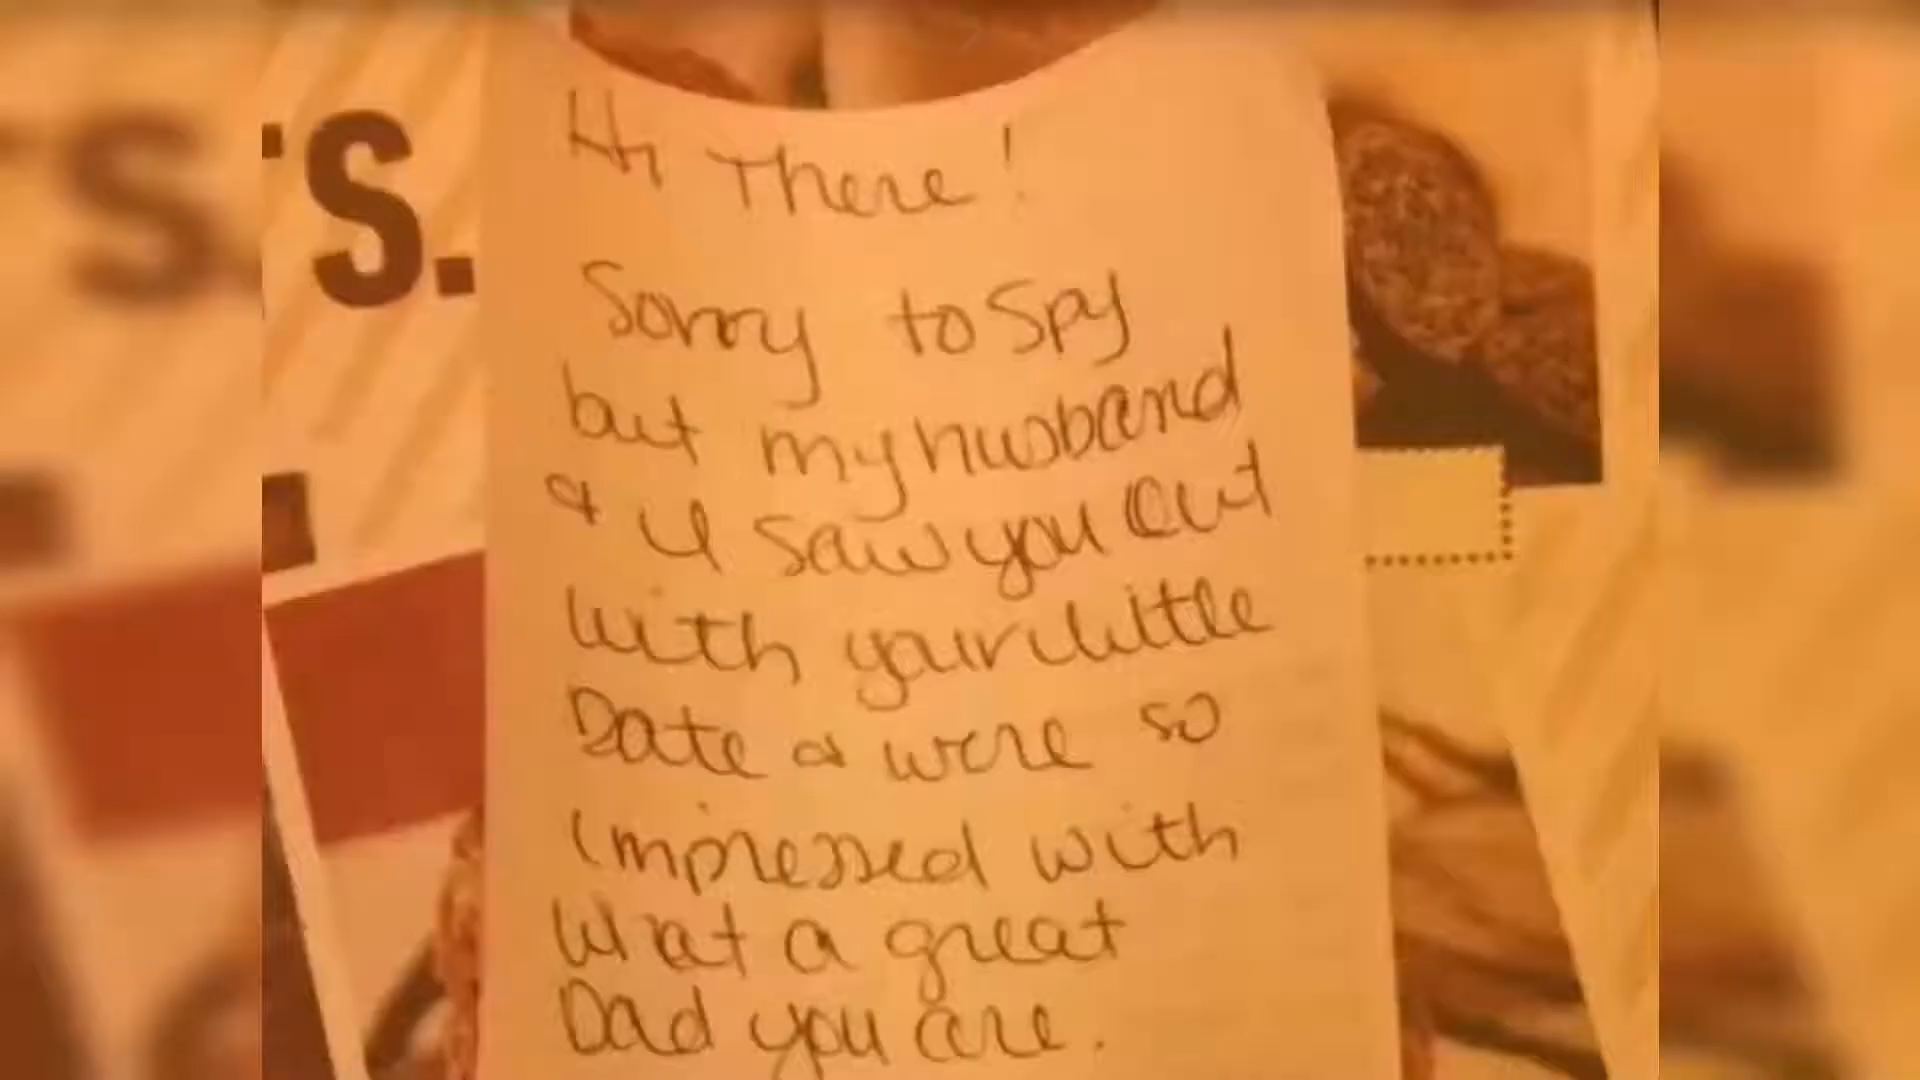 'S.
Hi There!
Sorry to Spy
but my husband
& I saw you out
with your little
Date & were so
impressed with
what a great
Dad you are.